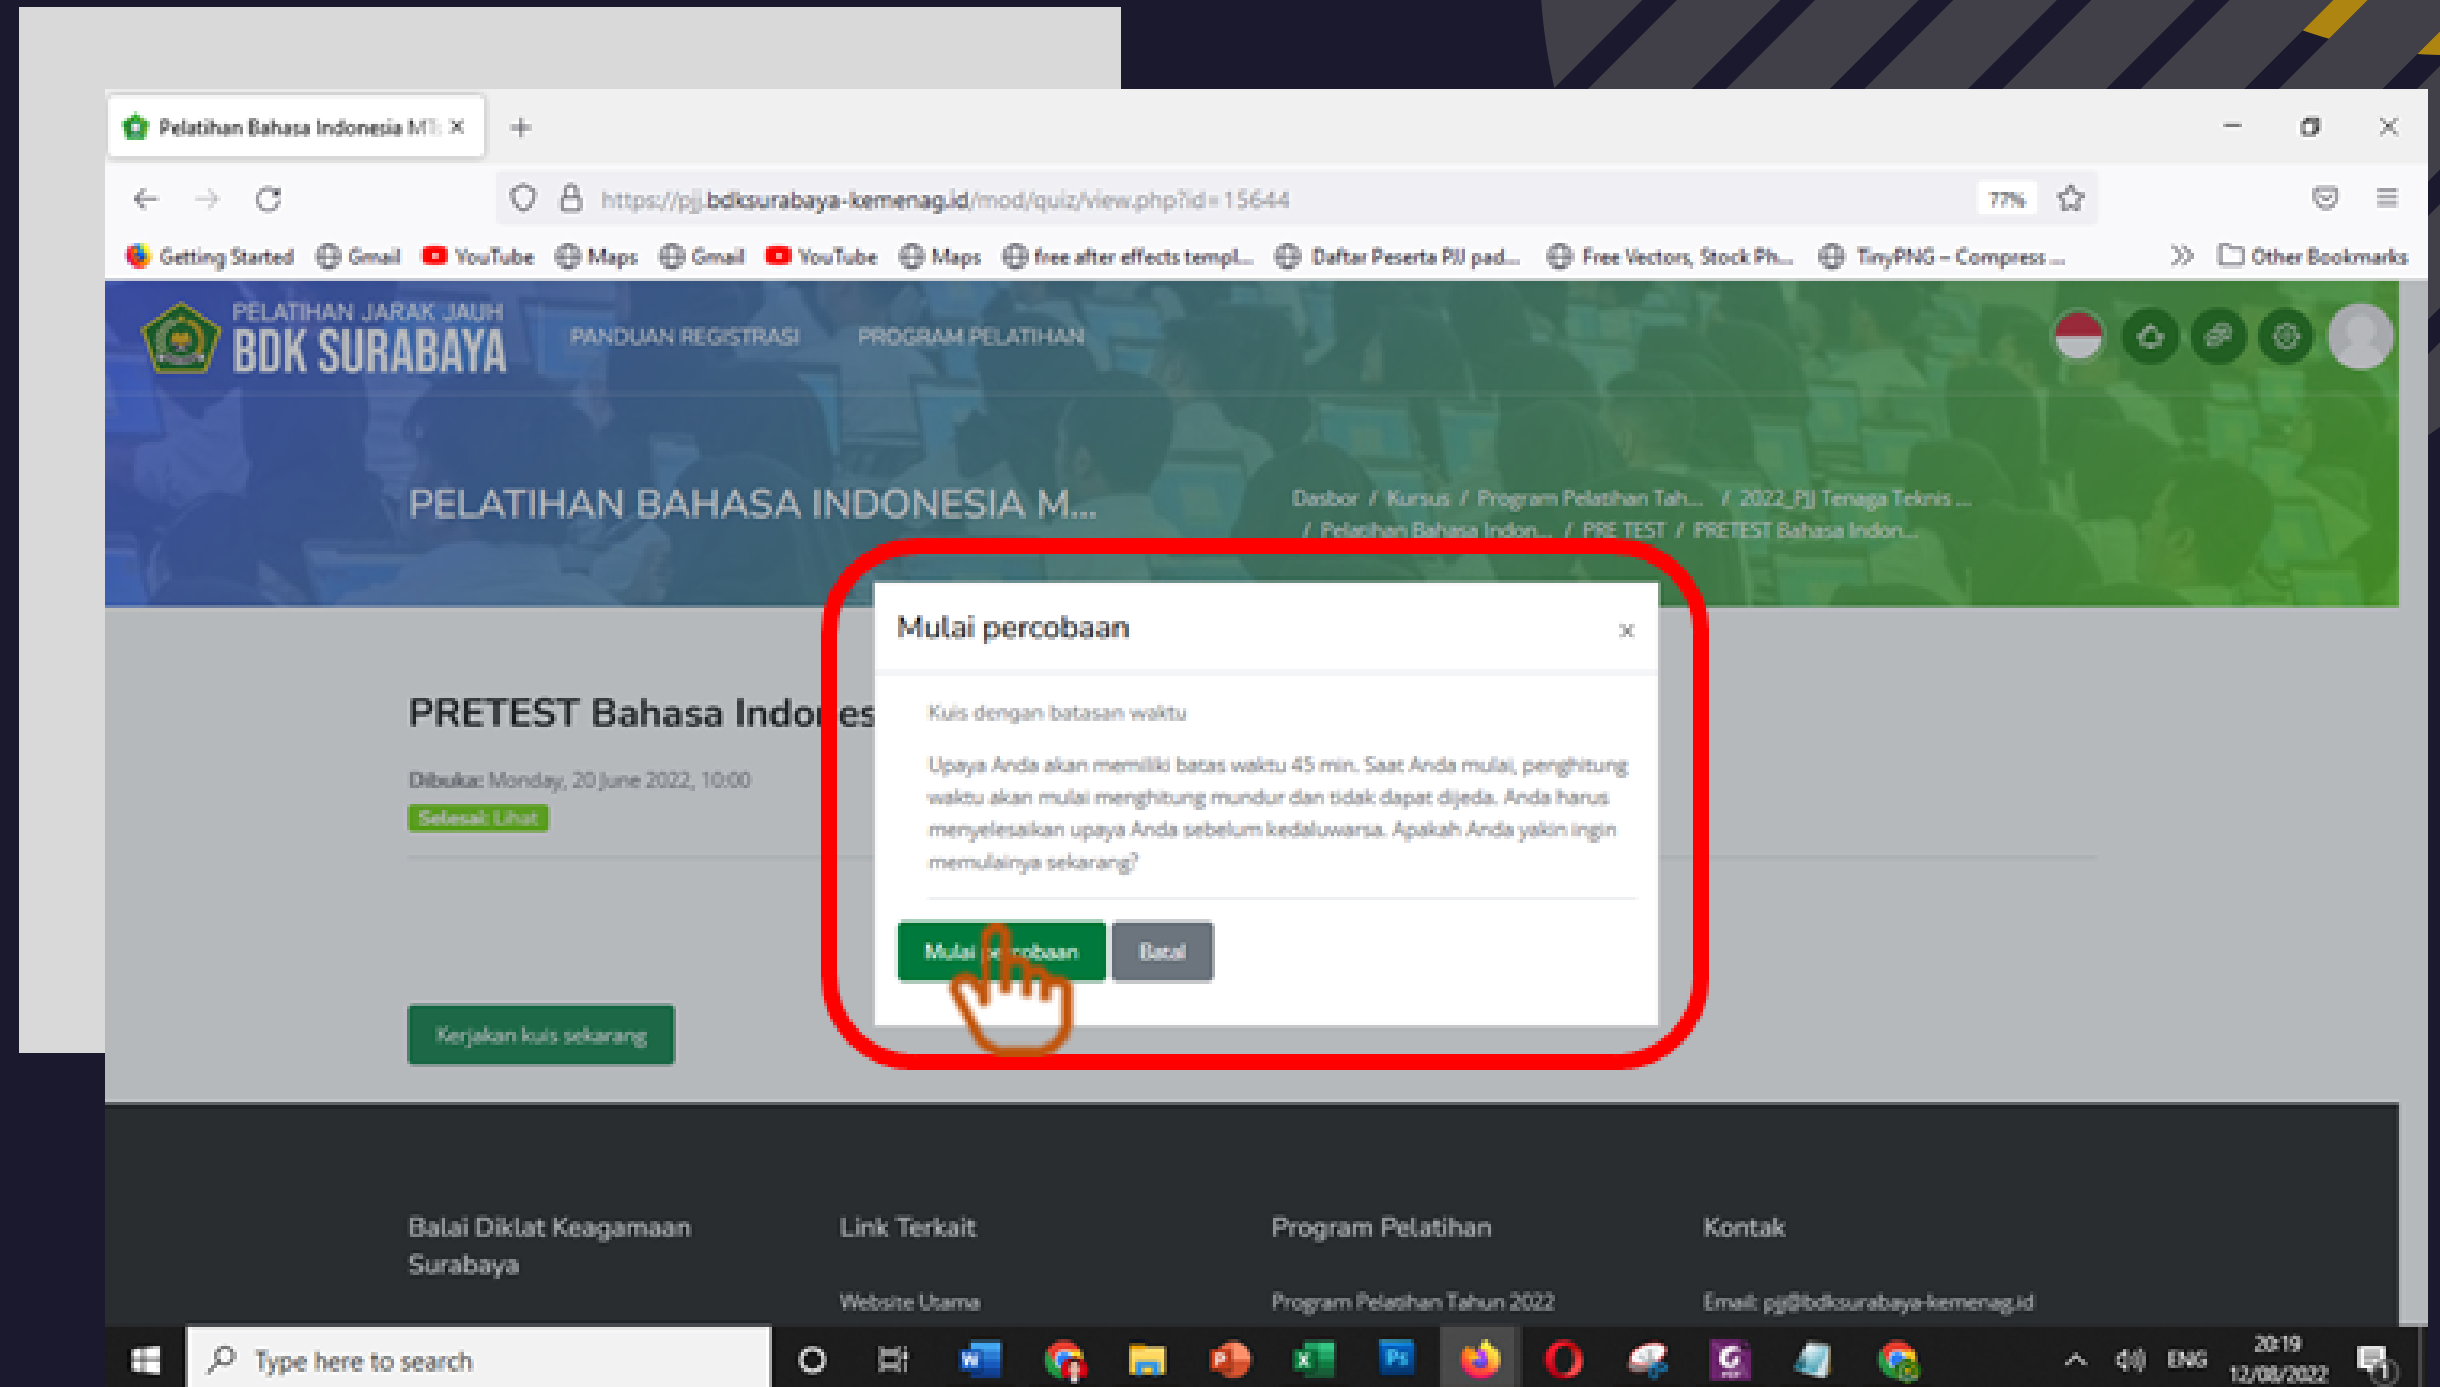 Pelatihan Bahasa Indonesia MTs
https://pjj.bdksurabaya-kemenag.id/mod/quiz/view.php?id=15644
77%
Getting Started Gmail YouTube Maps Gmail YouTube Maps free after effects templ... Daftar Peserta PJJ pad... Free Vectors, Stock Ph... TinyPNG – Compress ... Other Bookmarks
PELATIHAN JARAK JAUH
BDK SURABAYA
PANDUAN REGISTRASI PROGRAM PELATIHAN
PELATIHAN BAHASA INDONESIA M...
Dasbor / Kursus / Program Pelatihan Tah... / 2022_PJJ Tenaga Teknis ...
/ Pelatihan Bahasa Indon... / PRE TEST / PRETEST Bahasa Indon...
Mulai percobaan
PRETEST Bahasa Indones
Dibuka: Monday, 20 June 2022, 10:00
Selesai: Lihat
Kuis dengan batasan waktu
Upaya Anda akan memiliki batas waktu 45 min. Saat Anda mulai, penghitung
waktu akan mulai menghitung mundur dan tidak dapat dijeda. Anda harus
menyelesaikan upaya Anda sebelum kedaluwarsa. Apakah Anda yakin ingin
memulainya sekarang?
Mulai percobaan Batal
Kerjakan kuis sekarang
Balai Diklat Keagamaan
Surabaya
Link Terkait
Website Utama
Program Pelatihan
Program Pelatihan Tahun 2022
Kontak
Email: pjj@bdksurabaya-kemenag.id
Type here to search
ENG
20:19
12/08/2022